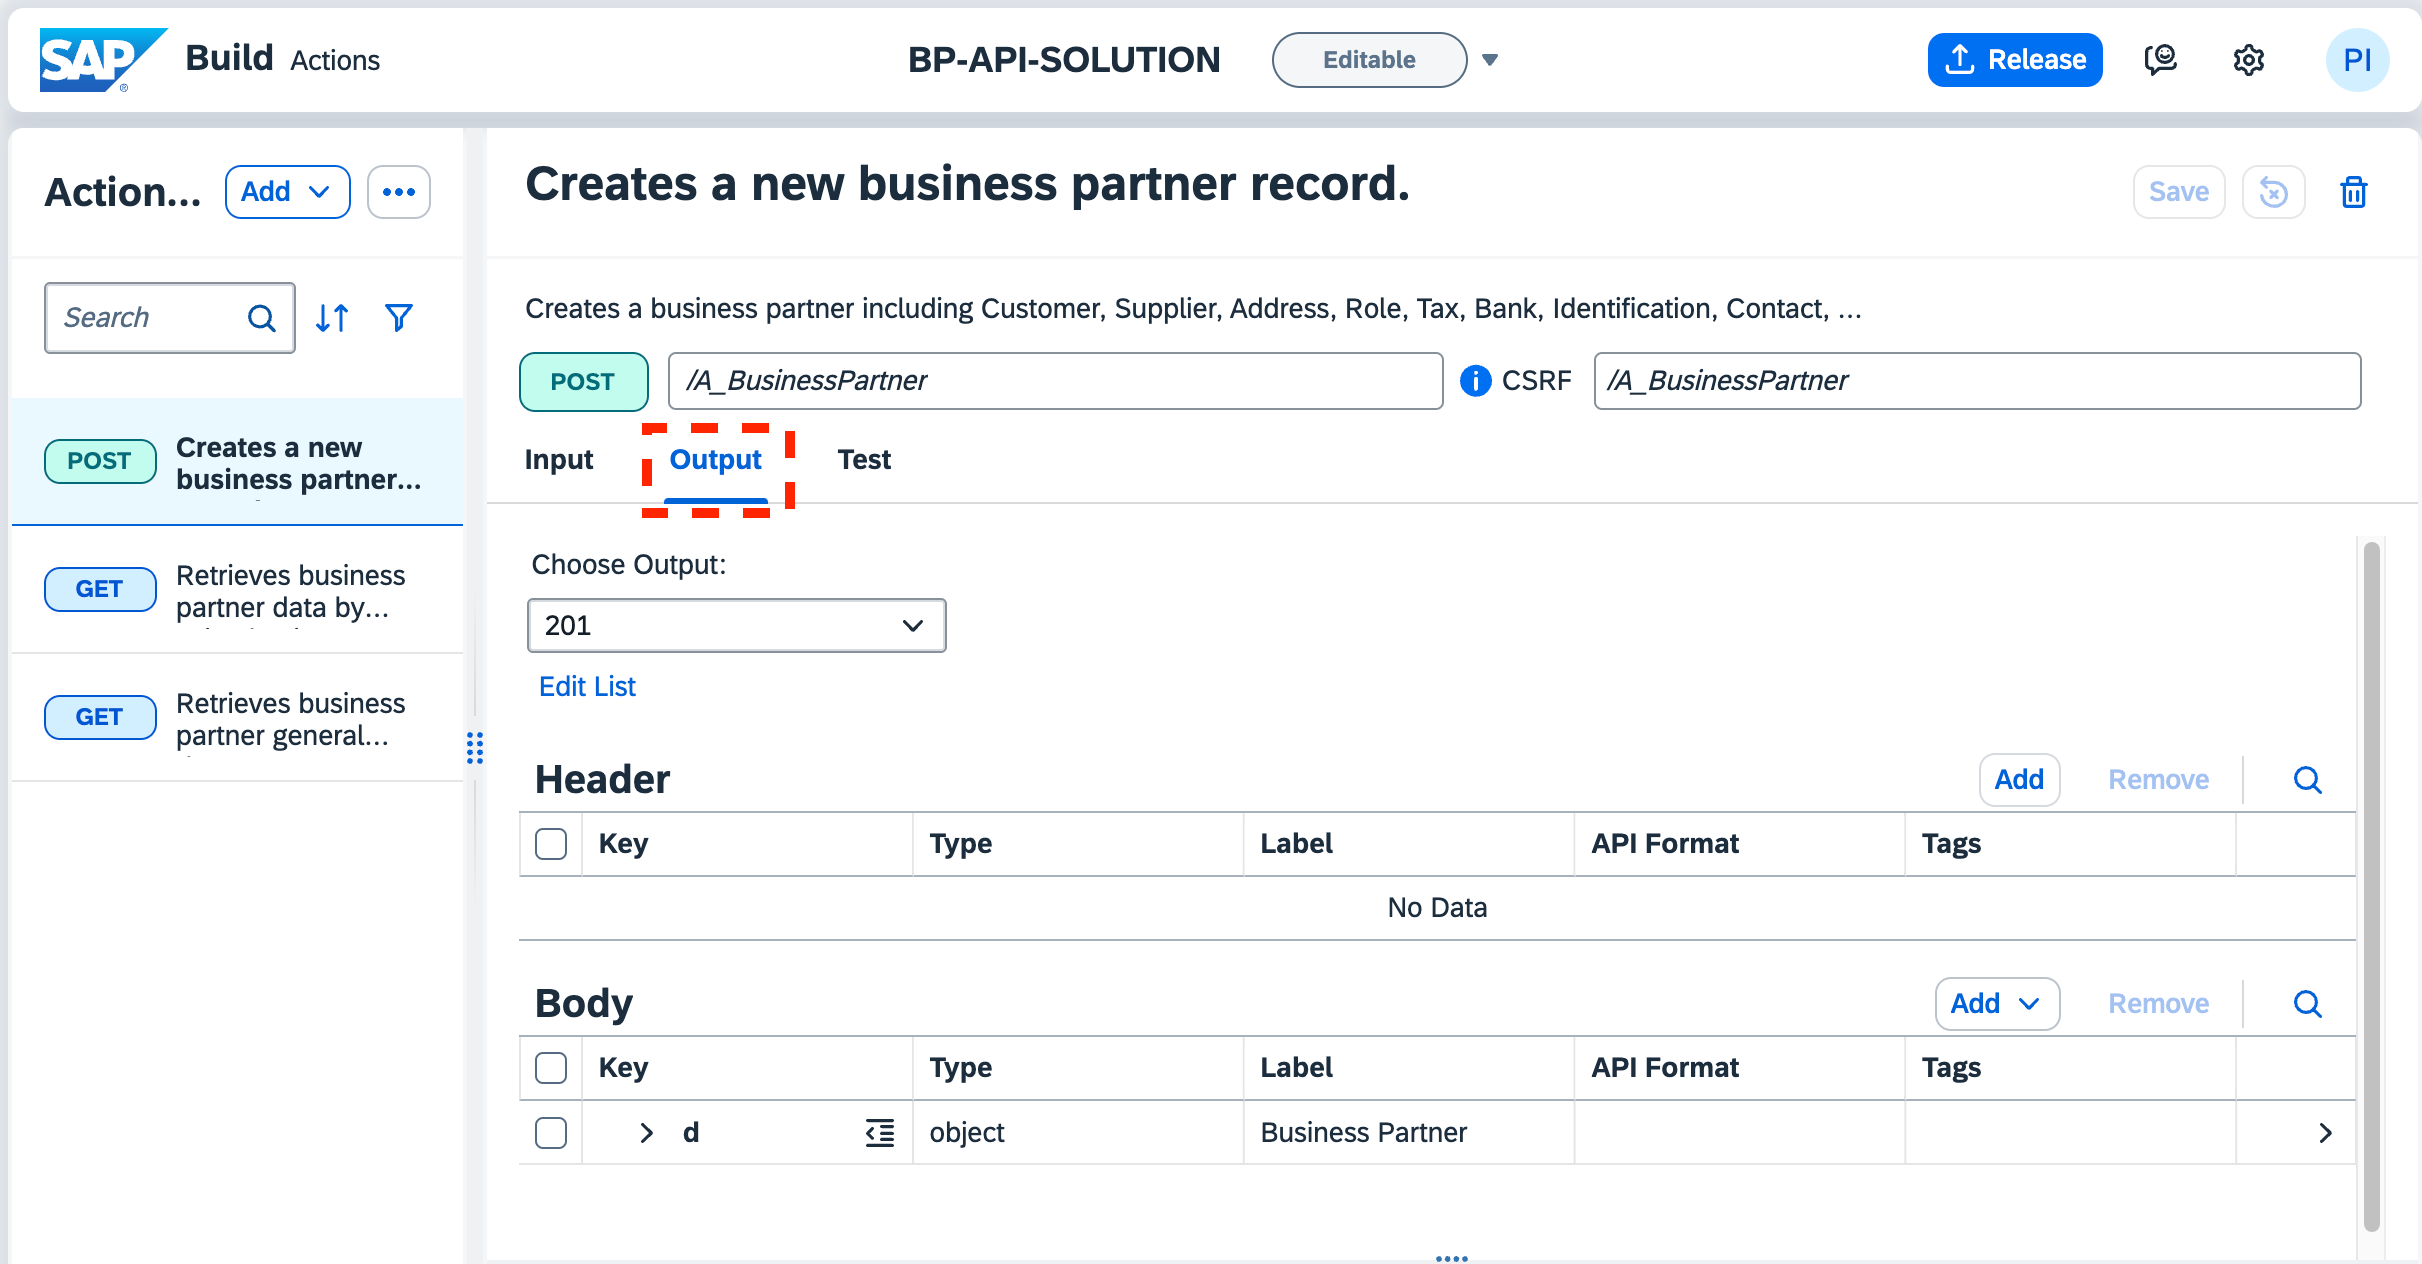 SAP ® Build Actions BP-API-SOLUTION Editable Release PI
Action... Add
Creates a new business partner record. Save
Search
Creates a business partner including Customer, Supplier, Address, Role, Tax, Bank, Identification, Contact, ...
POST /A_BusinessPartner CSRF /A_BusinessPartner
POST Creates a new
business partner...
GET Retrieves business
partner data by...
GET Retrieves business
partner general...
Input Output Test
Choose Output:
201
Edit List
Header Add Remove
Key Type Label API Format Tags
No Data
Body Add Remove
Key Type Label API Format Tags
d object Business Partner